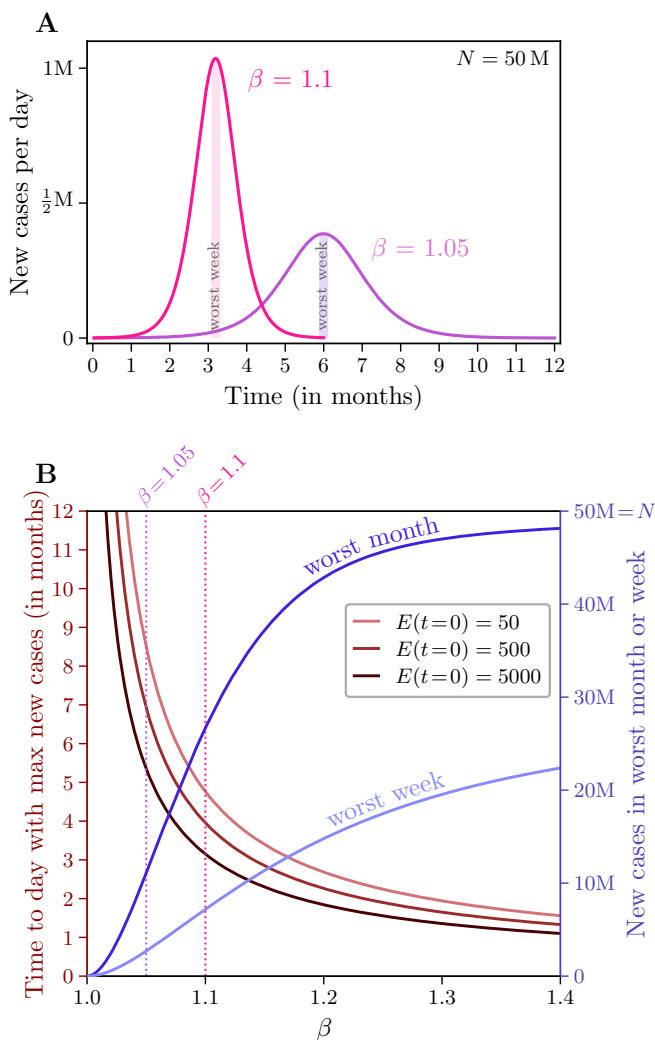 A
N = 50 M
β = 1.1
β = 1.05
worst week
worst week
New cases per day
1M
½M
0
0 1 2 3 4 5 6 7 8 9 10 11 12
Time (in months)
B
β=1.05
β=1.1
Time to day with max new cases (in months)
12
11
10
9
8
7
6
5
4
3
2
1
0
worst month
worst week
E(t=0) = 50
E(t=0) = 500
E(t=0) = 5000
50M=N
40M
30M
20M
10M
0
New cases in worst month or week
1.0 1.1 1.2 1.3 1.4
β